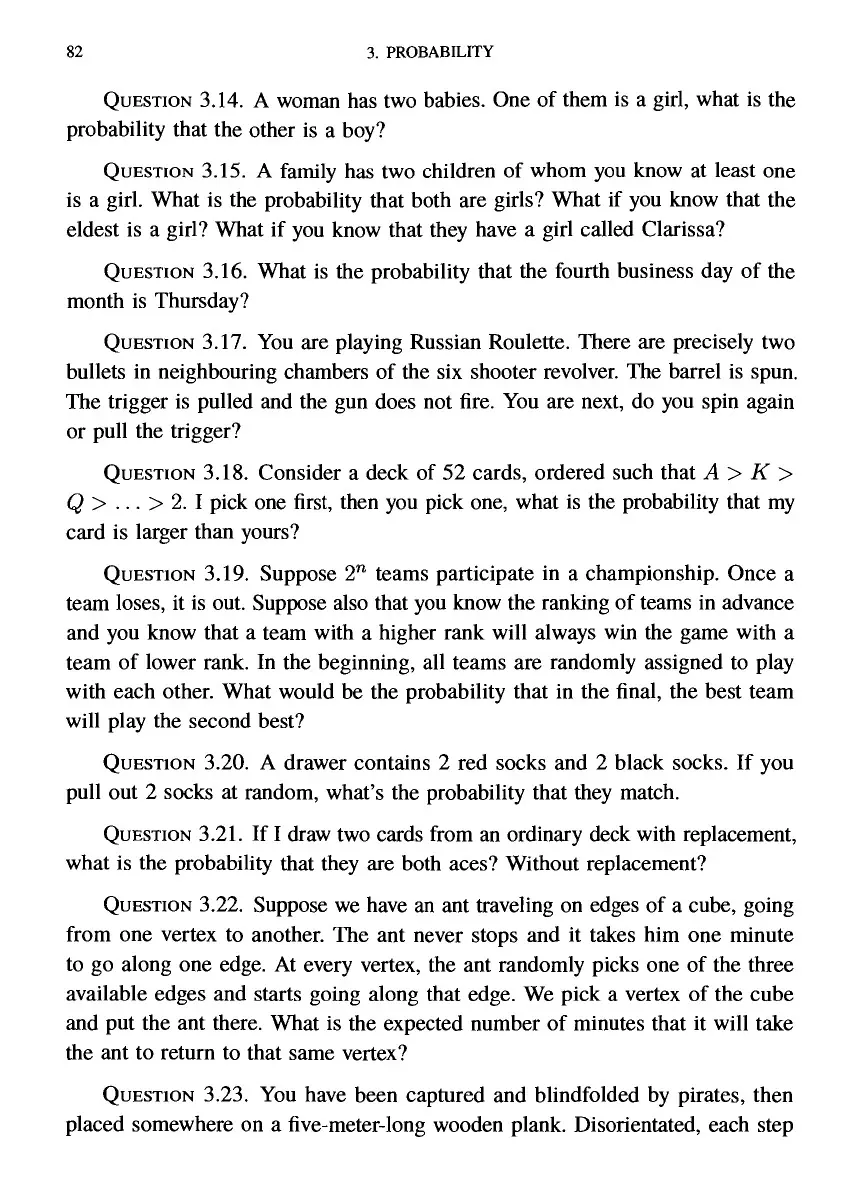 82 3. PROBABILITY
QUESTION 3.14. A woman has two babies. One of them is a girl, what is the
probability that the other is a boy?
QUESTION 3.15. A family has two children of whom you know at least one
is a girl. What is the probability that both are girls? What if you know that the
eldest is a girl? What if you know that they have a girl called Clarissa?
QUESTION 3.16. What is the probability that the fourth business day of the
month is Thursday?
QUESTION 3.17. You are playing Russian Roulette. There are precisely two
bullets in neighbouring chambers of the six shooter revolver. The barrel is spun.
The trigger is pulled and the gun does not fire. You are next, do you spin again
or pull the trigger?
QUESTION 3.18. Consider a deck of 52 cards, ordered such that A > K >
Q > ... > 2. I pick one first, then you pick one, what is the probability that my
card is larger than yours?
QUESTION 3.19. Suppose 2ⁿ teams participate in a championship. Once a
team loses, it is out. Suppose also that you know the ranking of teams in advance
and you know that a team with a higher rank will always win the game with a
team of lower rank. In the beginning, all teams are randomly assigned to play
with each other. What would be the probability that in the final, the best team
will play the second best?
QUESTION 3.20. A drawer contains 2 red socks and 2 black socks. If you
pull out 2 socks at random, what's the probability that they match.
QUESTION 3.21. If I draw two cards from an ordinary deck with replacement,
what is the probability that they are both aces? Without replacement?
QUESTION 3.22. Suppose we have an ant traveling on edges of a cube, going
from one vertex to another. The ant never stops and it takes him one minute
to go along one edge. At every vertex, the ant randomly picks one of the three
available edges and starts going along that edge. We pick a vertex of the cube
and put the ant there. What is the expected number of minutes that it will take
the ant to return to that same vertex?
QUESTION 3.23. You have been captured and blindfolded by pirates, then
placed somewhere on a five-meter-long wooden plank. Disorientated, each step